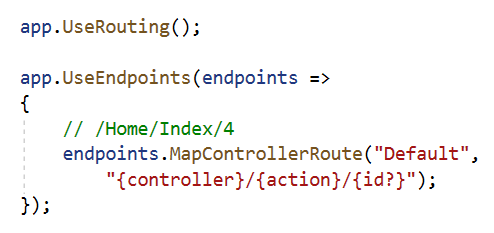 app.UseRouting();
app.UseEndpoints(endpoints =>
{
// /Home/Index/4
endpoints.MapControllerRoute("Default",
"{controller}/{action}/{id?}");
});